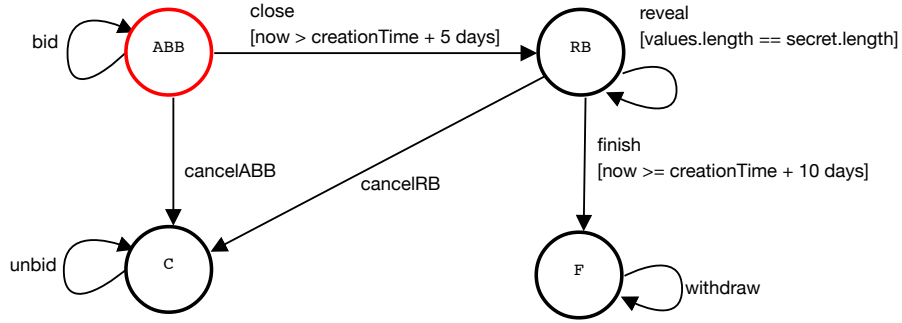 close
[now > creationTime + 5 days]
reveal
[values.length == secret.length]
bid
ABB
RB
finish
[now >= creationTime + 10 days]
cancelABB
cancelRB
unbid
C
F
withdraw